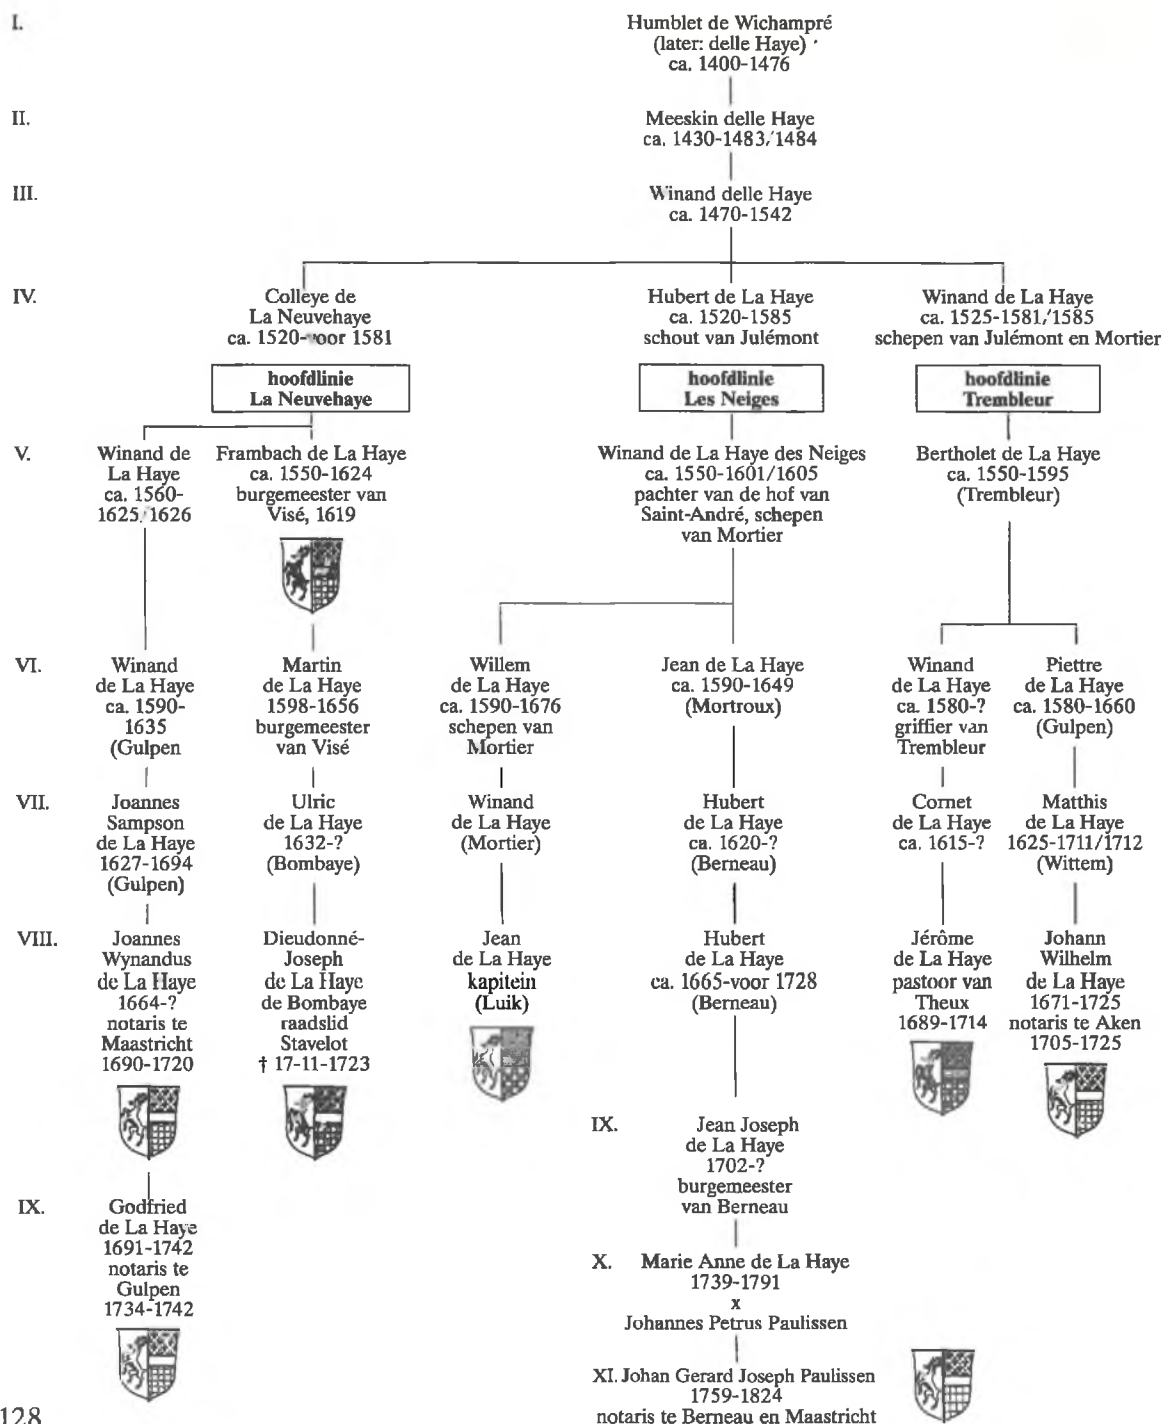 I.
Humblet de Wichampré
(later: delle Haye)
ca. 1400-1476
II.
Meeskin delle Haye
ca. 1430-1483/1484
III.
Winand delle Haye
ca. 1470-1542
IV.
Colleye de
La Neuvehaye
ca. 1520-voor 1581
Hubert de La Haye
ca. 1520-1585
schout van Julémont
Winand de La Haye
ca. 1525-1581/1585
schepen van Julémont en Mortier
hoofdlinie
La Neuvehaye
hoofdlinie
Les Neiges
hoofdlinie
Trembleur
V.
Winand de
La Haye
ca. 1560-
1625/1626
Frambach de La Haye
ca. 1550-1624
burgemeester van
Visé, 1619
Winand de La Haye des Neiges
ca. 1550-1601/1605
pachter van de hof van
Saint-André, schepen
van Mortier
Bertholet de La Haye
ca. 1550-1595
(Trembleur)
VI.
Winand
de La Haye
ca. 1590-
1635
(Gulpen
Martin
de La Haye
1598-1656
burgemeester
van Visé
Willem
de La Haye
ca. 1590-1676
schepen van
Mortier
Jean de La Haye
ca. 1590-1649
(Mortroux)
Winand
de La Haye
ca. 1580-?
griffier van
Trembleur
Piettre
de La Haye
ca. 1580-1660
(Gulpen)
VII.
Joannes
Sampson
de La Haye
1627-1694
(Gulpen)
Ulric
de La Haye
1632-?
(Bombaye)
Winand
de La Haye
(Mortier)
Hubert
de La Haye
ca. 1620-?
(Berneau)
Cornet
de La Haye
ca. 1615-?
Matthis
de La Haye
1625-1711/1712
(Wittem)
VIII.
Joannes
Wynandus
de La Haye
1664-?
notaris te
Maastricht
1690-1720
Dieudonné-
Joseph
de La Haye
de Bombaye
raadslid
Stavelot
† 17-11-1723
Jean
de La Haye
kapitein
(Luik)
Hubert
de La Haye
ca. 1665-voor 1728
(Berneau)
Jérôme
de La Haye
pastoor van
Theux
1689-1714
Johann
Wilhelm
de La Haye
1671-1725
notaris te Aken
1705-1725
IX.
Jean Joseph
de La Haye
1702-?
burgemeester
van Berneau
IX.
Godfried
de La Haye
1691-1742
notaris te
Gulpen
1734-1742
X.
Marie Anne de La Haye
1739-1791
x
Johannes Petrus Paulissen
XI. Johan Gerard Joseph Paulissen
1759-1824
notaris te Berneau en Maastricht
128